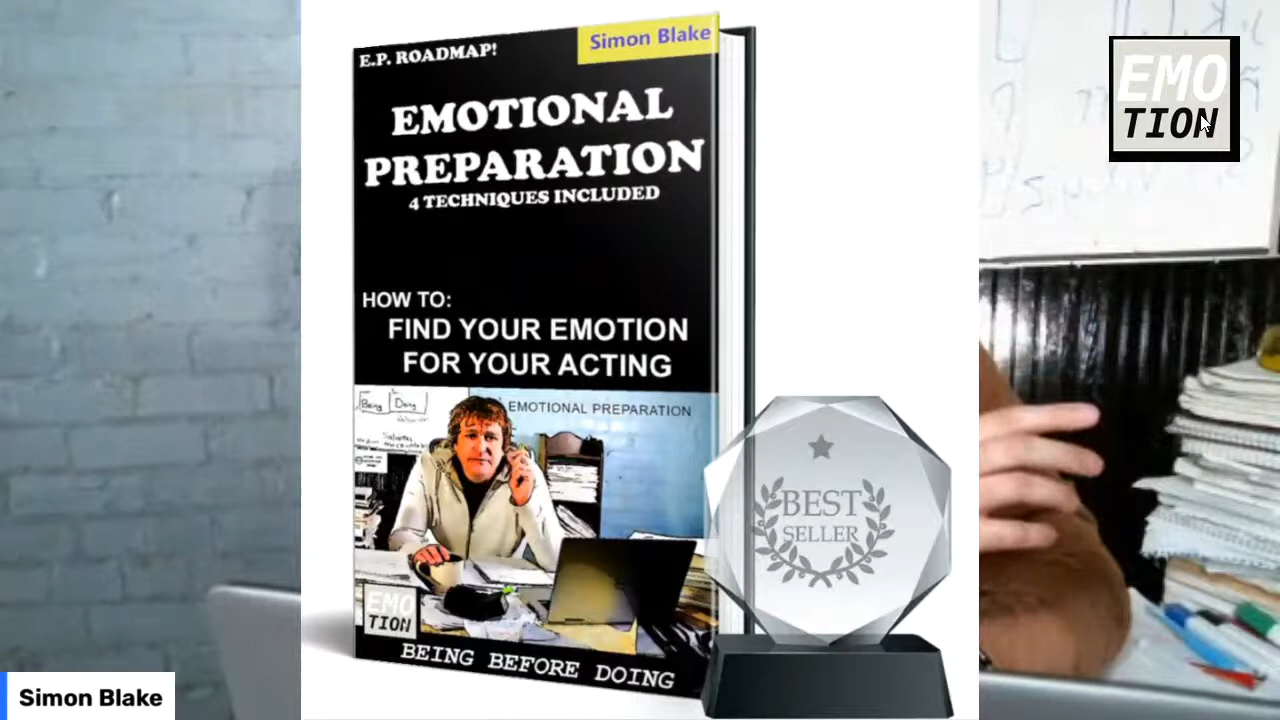 E.P. ROADMAP!
Simon Blake
EMOTIONAL
PREPARATION
4 TECHNIQUES INCLUDED
HOW TO:
FIND YOUR EMOTION
FOR YOUR ACTING
Being
Doing
EMOTIONAL PREPARATION
EMO
TION
BEING BEFORE DOING
BEST
SELLER
EMO
TION
Simon Blake